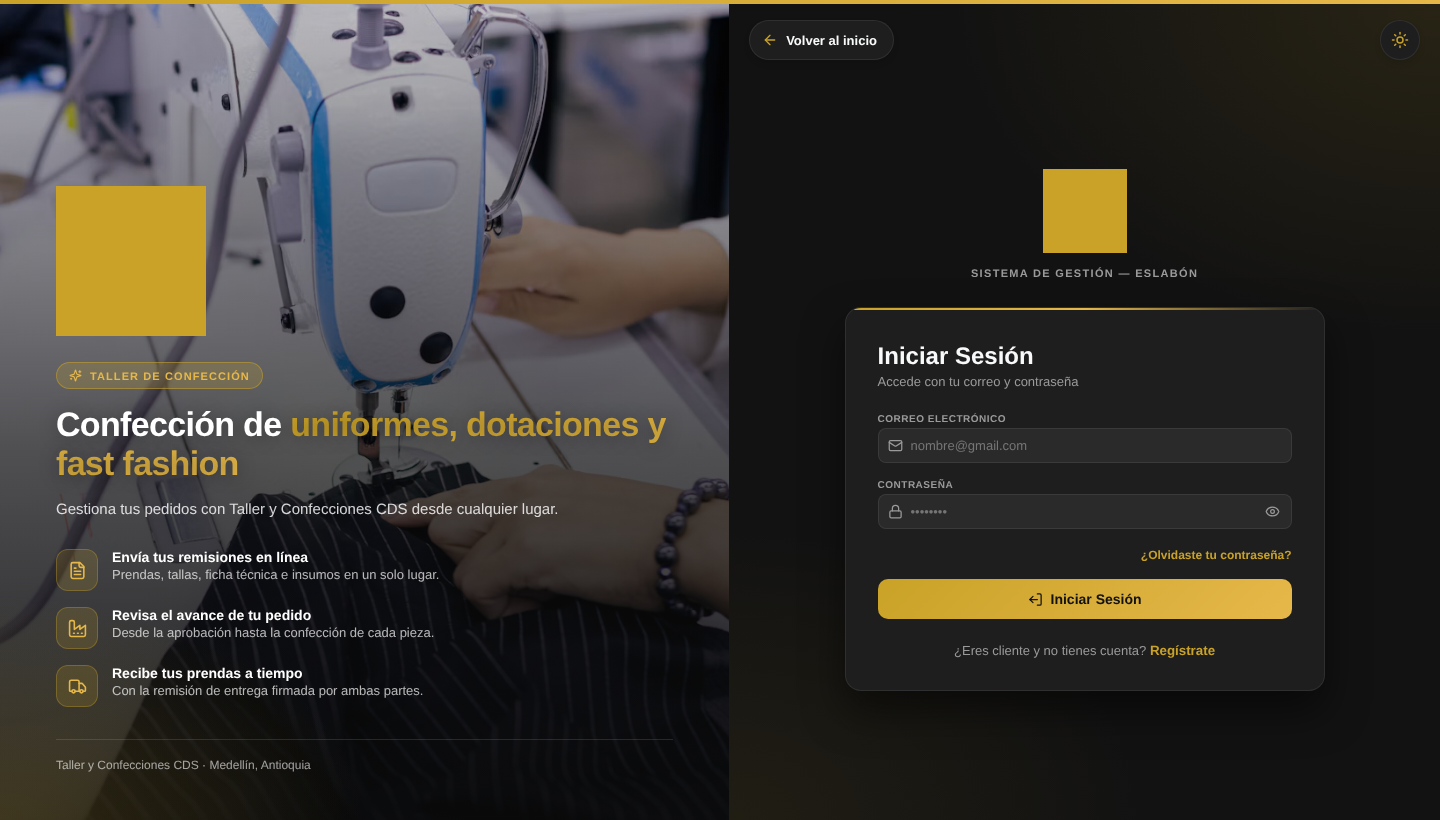 TALLER DE CONFECCIÓN
Confección de uniformes, dotaciones y
fast fashion
Gestiona tus pedidos con Taller y Confecciones CDS desde cualquier lugar.
Envía tus remisiones en línea
Prendas, tallas, ficha técnica e insumos en un solo lugar.
Revisa el avance de tu pedido
Desde la aprobación hasta la confección de cada pieza.
Recibe tus prendas a tiempo
Con la remisión de entrega firmada por ambas partes.
Taller y Confecciones CDS · Medellín, Antioquia
Volver al inicio
SISTEMA DE GESTIÓN — ESLABÓN
Iniciar Sesión
Accede con tu correo y contraseña
CORREO ELECTRÓNICO
nombre@gmail.com
CONTRASEÑA
••••••••
¿Olvidaste tu contraseña?
Iniciar Sesión
¿Eres cliente y no tienes cuenta? Regístrate